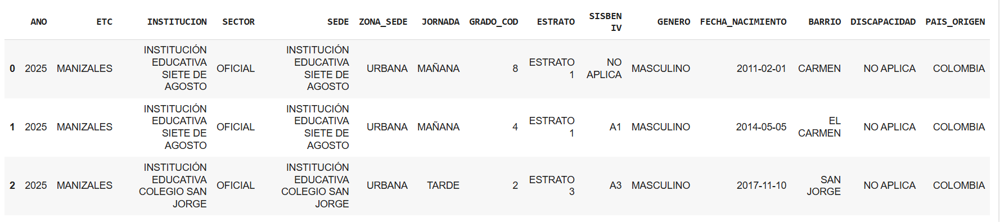 ANO ETC INSTITUCION SECTOR SEDE ZONA_SEDE JORNADA GRADO_COD ESTRATO SISBEN IV GENERO FECHA_NACIMIENTO BARRIO DISCAPACIDAD PAIS_ORIGEN
0 2025 MANIZALES INSTITUCIÓN EDUCATIVA SIETE DE AGOSTO OFICIAL INSTITUCIÓN EDUCATIVA SIETE DE AGOSTO URBANA MAÑANA 8 ESTRATO 1 NO APLICA MASCULINO 2011-02-01 CARMEN NO APLICA COLOMBIA
1 2025 MANIZALES INSTITUCIÓN EDUCATIVA SIETE DE AGOSTO OFICIAL INSTITUCIÓN EDUCATIVA SIETE DE AGOSTO URBANA MAÑANA 4 ESTRATO 1 A1 MASCULINO 2014-05-05 EL CARMEN NO APLICA COLOMBIA
2 2025 MANIZALES INSTITUCIÓN EDUCATIVA COLEGIO SAN JORGE OFICIAL INSTITUCIÓN EDUCATIVA COLEGIO SAN JORGE URBANA TARDE 2 ESTRATO 3 A3 MASCULINO 2017-11-10 SAN JORGE NO APLICA COLOMBIA